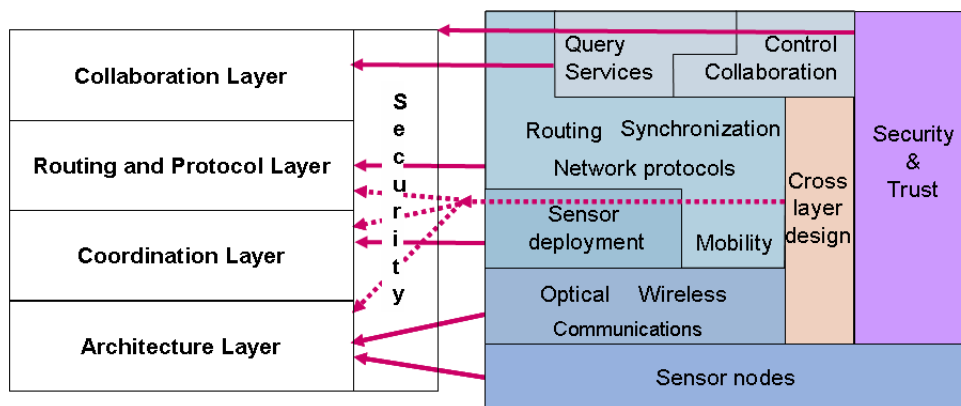 Collaboration Layer
Routing and Protocol Layer
Coordination Layer
Architecture Layer
Security
Query
Services
Control
Collaboration
Routing Synchronization
Network protocols
Sensor
deployment
Mobility
Cross
layer
design
Security
&
Trust
Optical Wireless
Communications
Sensor nodes